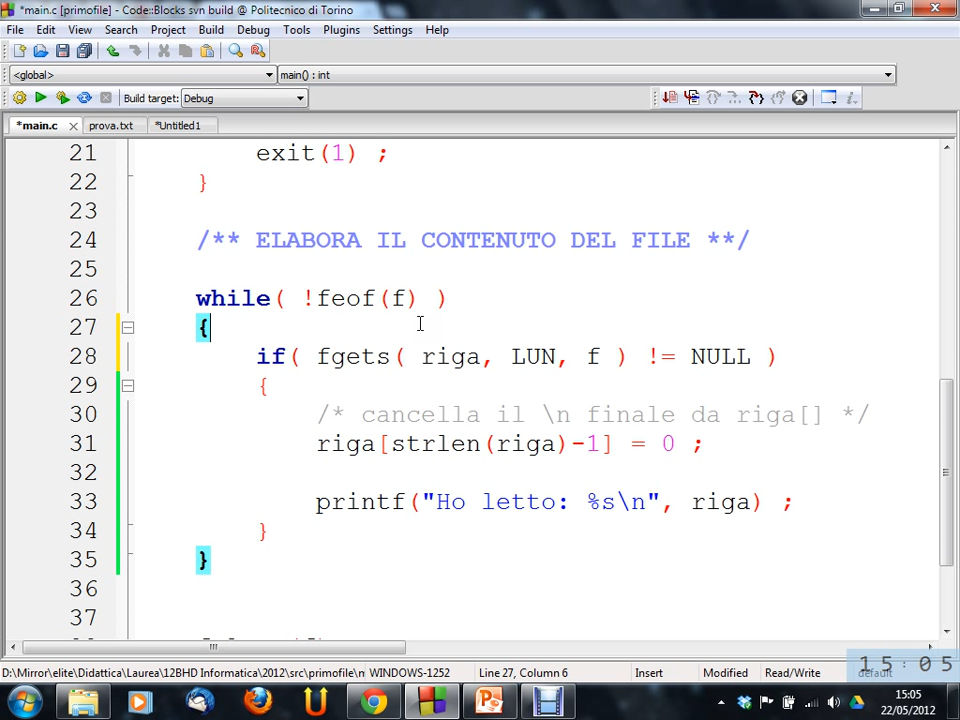 *main.c [primofile] - Code::Blocks svn build @ Politecnico di Torino
File Edit View Search Project Build Debug Tools Plugins Settings Help
<global> main() : int
Build target: Debug
*main.c prova.txt *Untitled1
21 exit(1) ;
22 }
23
24 /** ELABORA IL CONTENUTO DEL FILE **/
25
26 while( !feof(f) )
27 {
28 if( fgets( riga, LUN, f ) != NULL )
29 {
30 /* cancella il \n finale da riga[] */
31 riga[strlen(riga)-1] = 0 ;
32
33 printf("Ho letto: %s\n", riga) ;
34 }
35 }
36
37
D:\Mirror\elite\Didattica\Laurea\12BHD Informatica\2012\src\primofile\n WINDOWS-1252 Line 27, Column 6 Insert Modified Read/Write default
15:05
15:05
22/05/2012